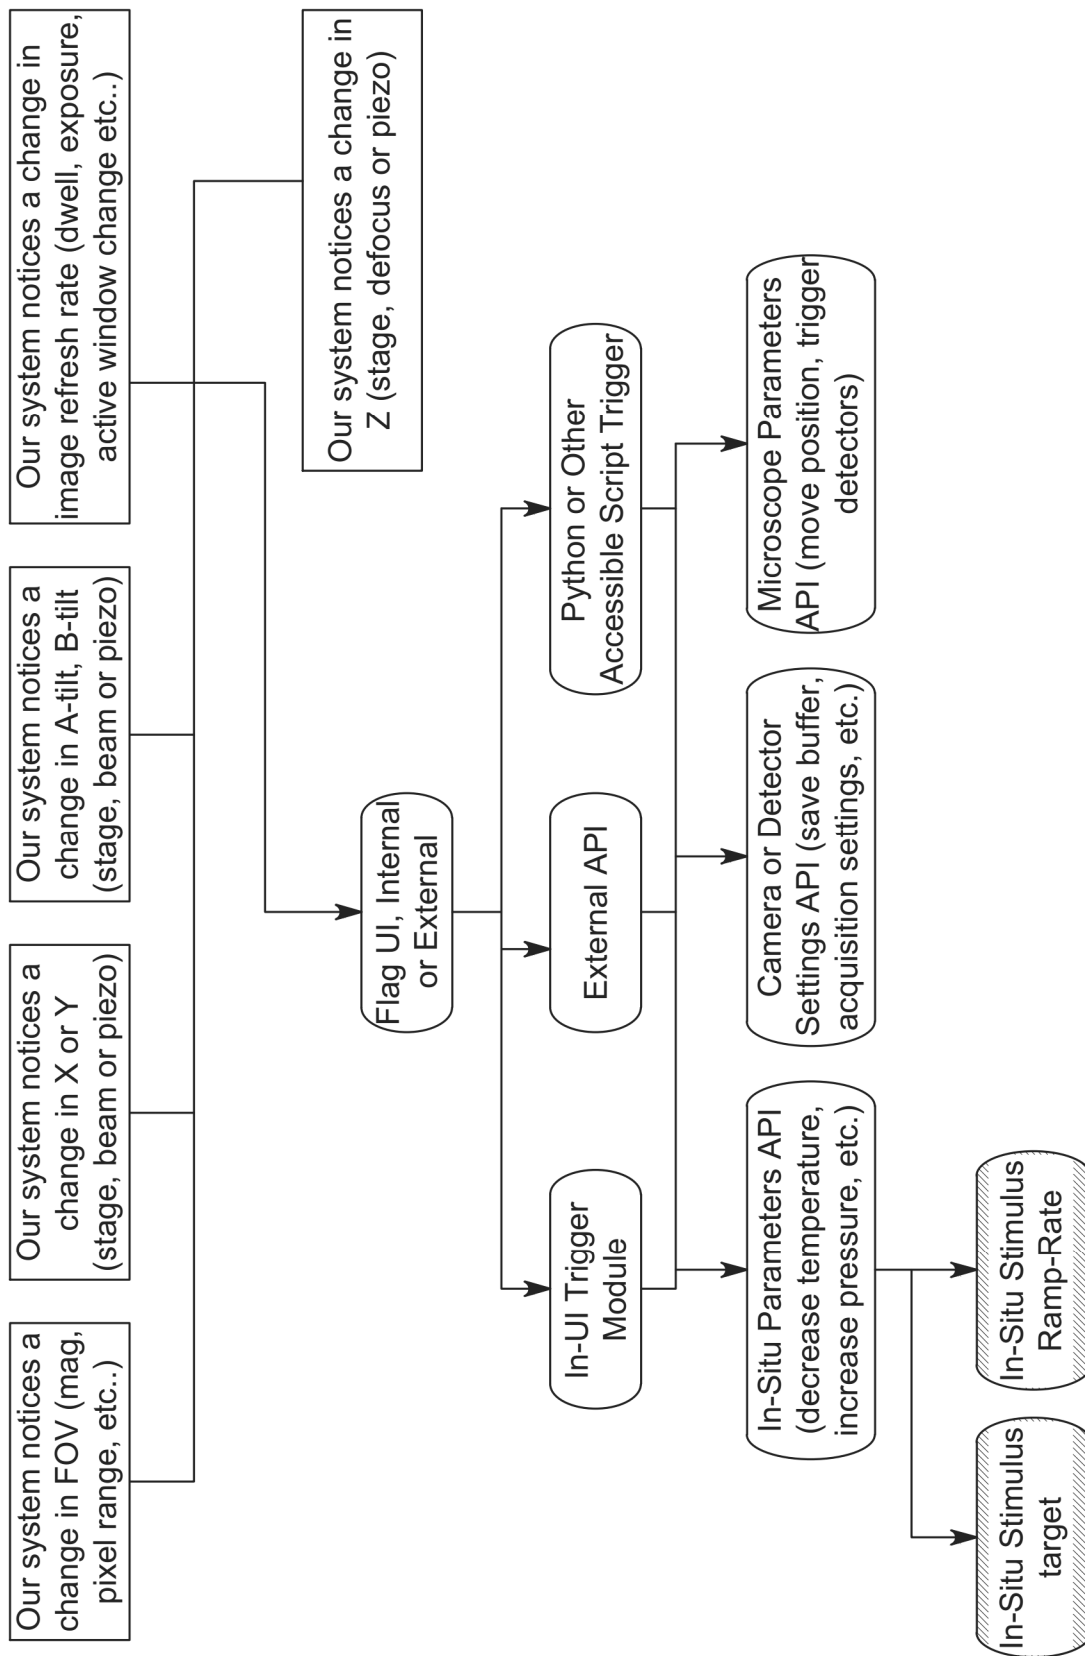 Our system notices a
change in FOV (mag,
pixel range, etc..)
Our system notices a
change in X or Y
(stage, beam or piezo)
Our system notices a
change in A-tilt, B-tilt
(stage, beam or piezo)
Our system notices a change in
image refresh rate (dwell, exposure,
active window change etc..)
Our system notices a change in
Z (stage, defocus or piezo)
Flag UI, Internal
or External
In-UI Trigger
Module
External API
Python or Other
Accessible Script Trigger
In-Situ Parameters API
(decrease temperature,
increase pressure, etc.)
Camera or Detector
Settings API (save buffer,
acquisition settings, etc.)
Microscope Parameters
API (move position, trigger
detectors)
In-Situ Stimulus
target
In-Situ Stimulus
Ramp-Rate